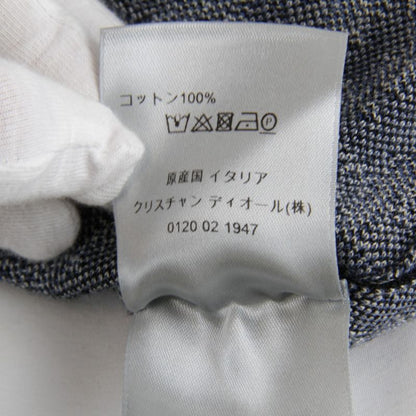 コットン100%
原産国 イタリア
クリスチャン ディオール(株)
0120 02 1947